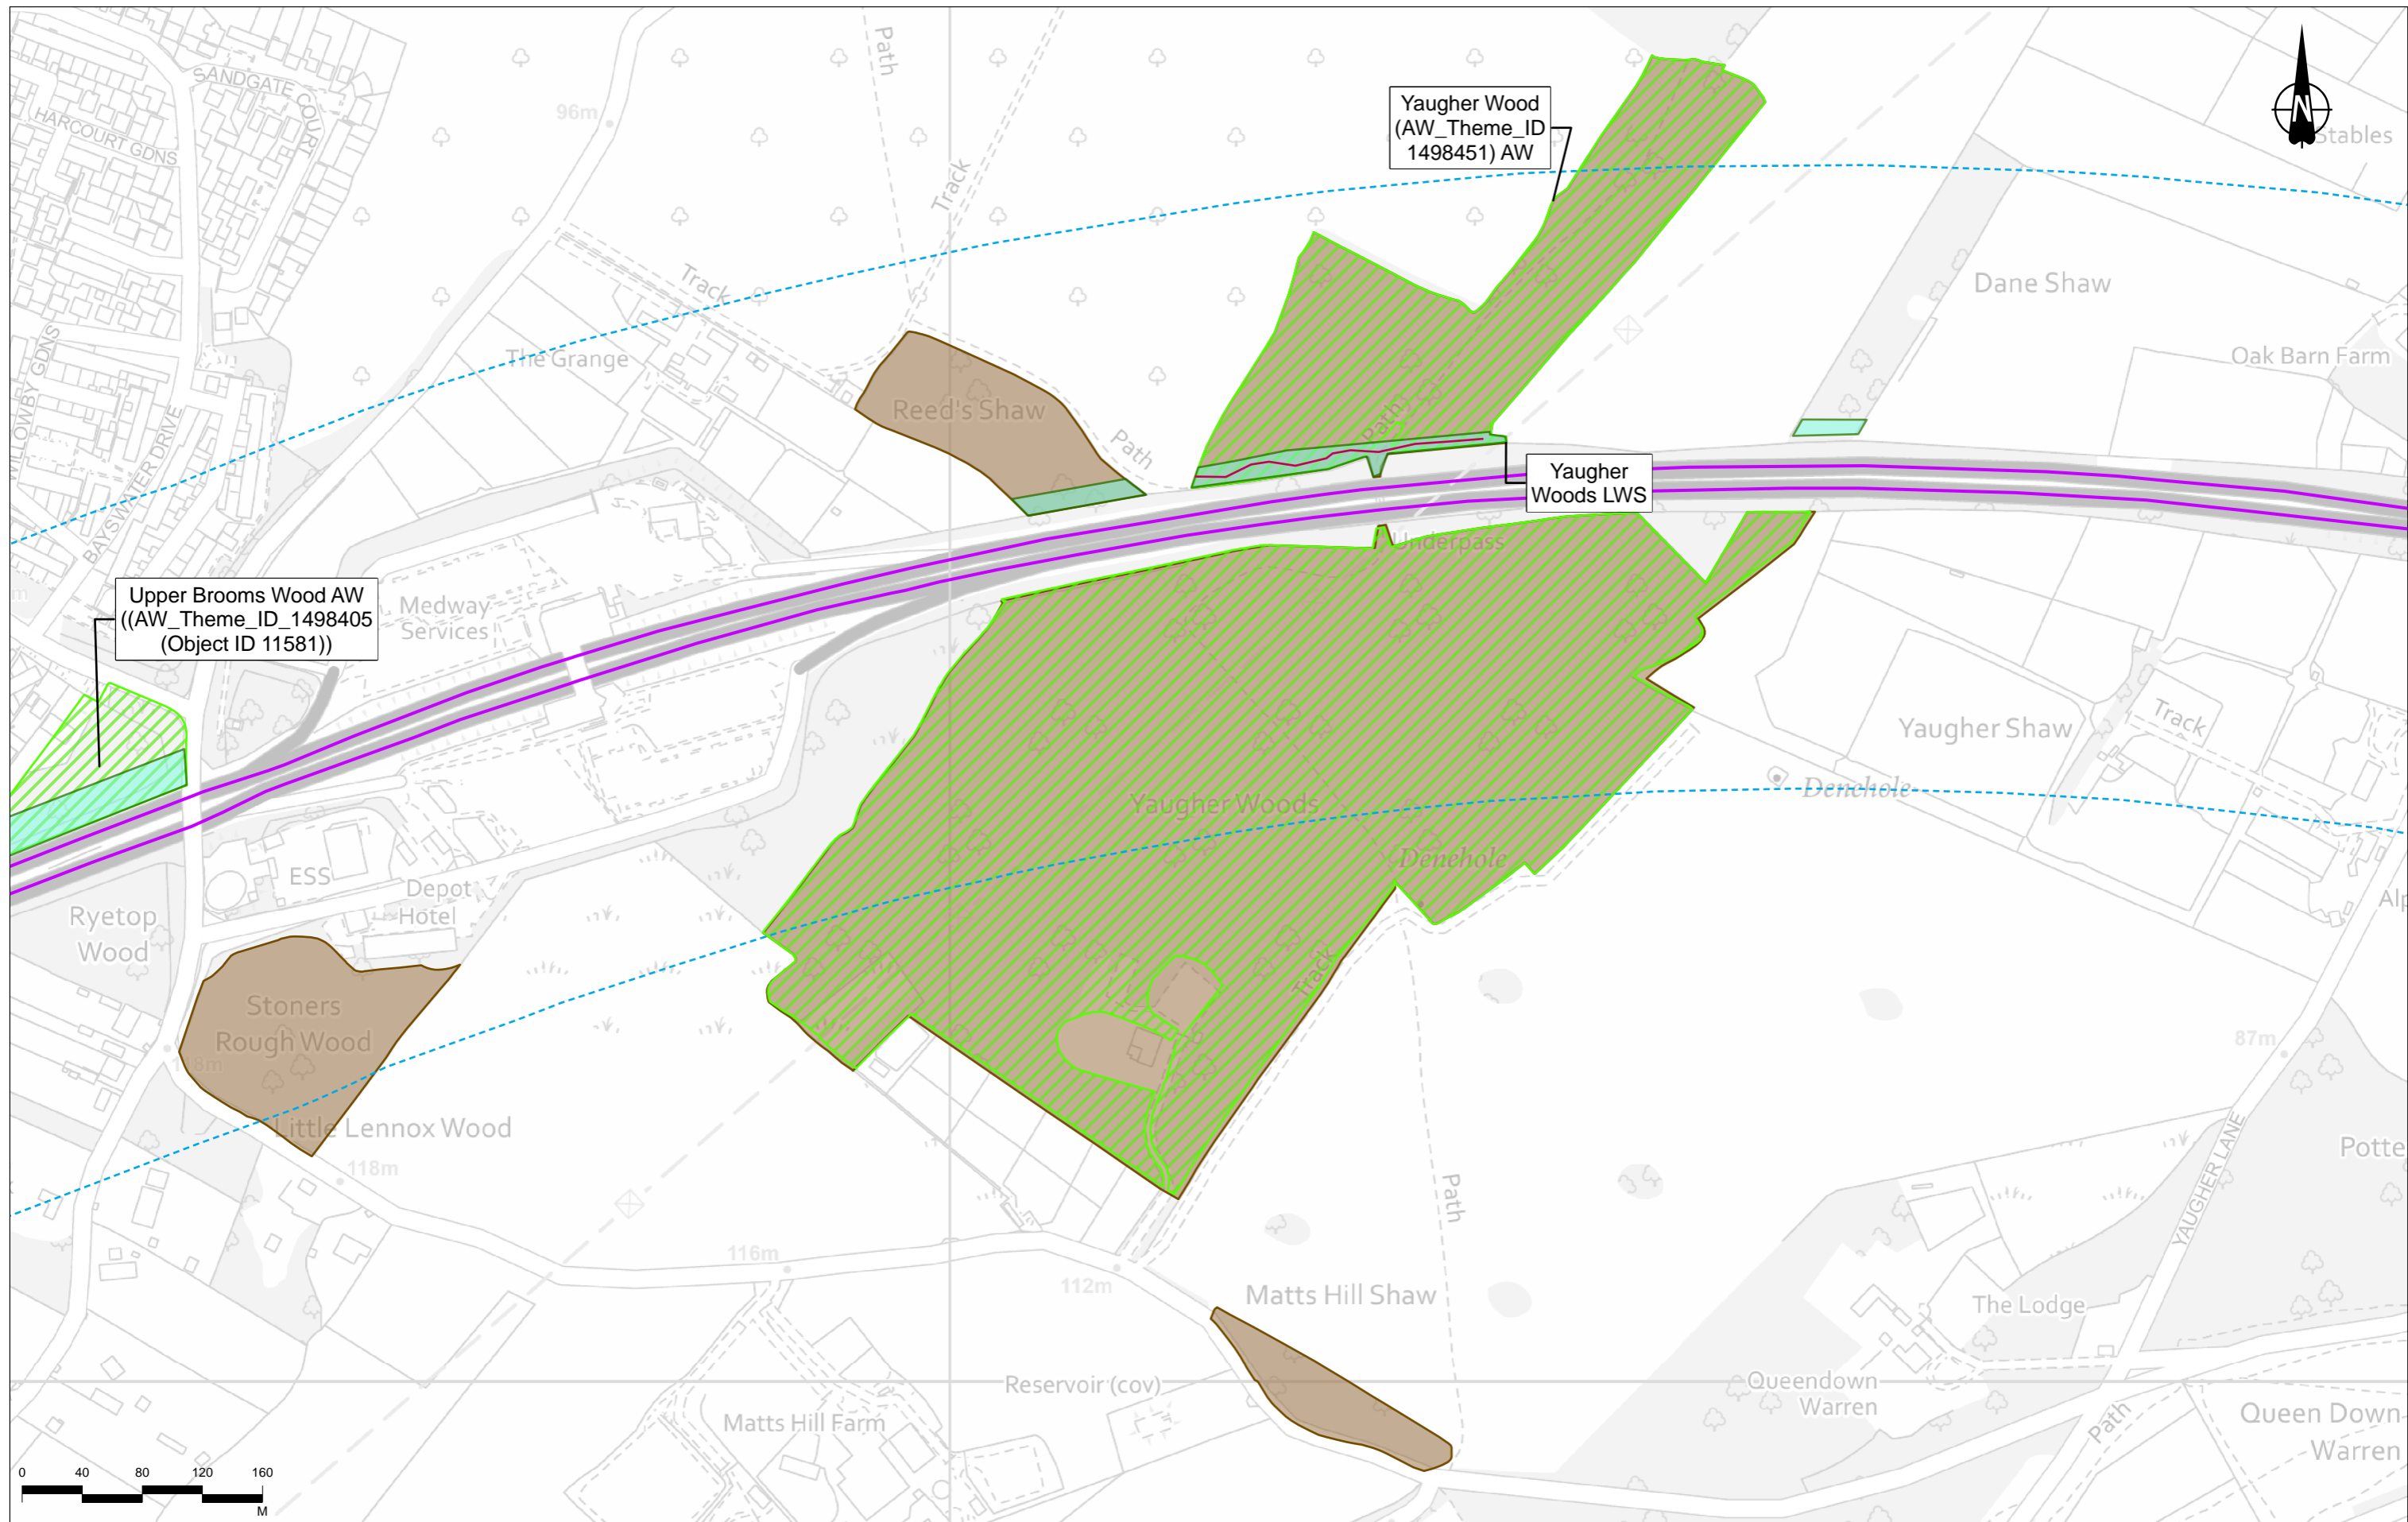 SANDGATE COURT
HARCOURT GDNS
96m
Path
Track
Yaugher Wood
(AW_Theme_ID
1498451) AW
N
Stables
Track
The Grange
Reed's Shaw
Path
Path
Dane Shaw
Oak Barn Farm
WILLOWBY GDNS
BAYSWATER DRIVE
Yaugher
Woods LWS
Underpass
Upper Brooms Wood AW
((AW_Theme_ID_1498405
(Object ID 11581))
Medway
Services
Yaugher Shaw
Track
Denehole
Yaugher Woods
Denehole
ESS
Depot
Hotel
Ryetop
Wood
Stoners
Rough Wood
Track
Little Lennox Wood
118m
116m
112m
Path
87m
Potte
YAUGHER LANE
Matts Hill Shaw
The Lodge
Reservoir (cov)
Matts Hill Farm
Queendown
Warren
Path
Queen Down
Warren
0 40 80 120 160
M